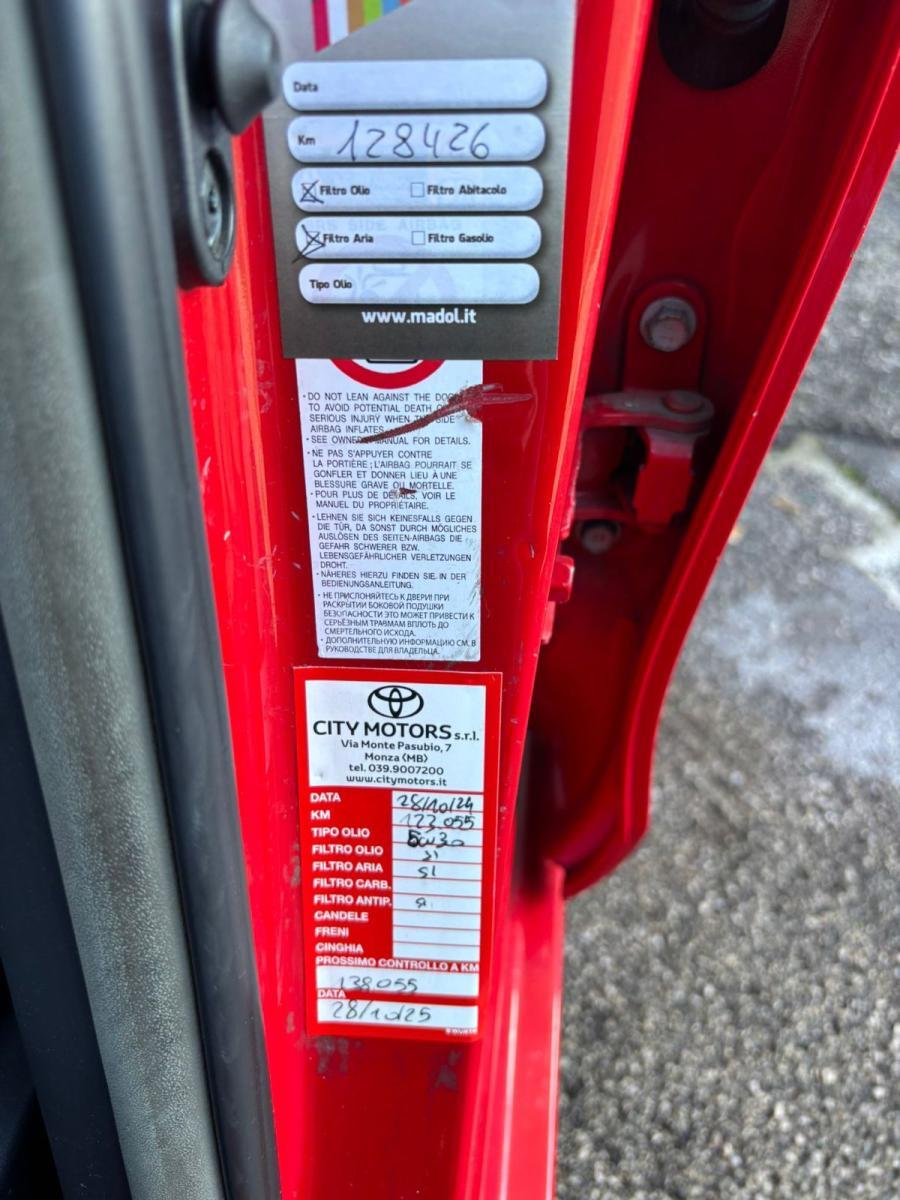 Data
Km 128426
Filtro Olio Filtro Abitacolo
Filtro Aria Filtro Gasolio
Tipo Olio
www.madol.it
• DO NOT LEAN AGAINST THE DOOR
TO AVOID POTENTIAL DEATH OR
SERIOUS INJURY WHEN THE SIDE
AIRBAG INFLATES.
• SEE OWNER'S MANUAL FOR DETAILS.
• NE PAS S'APPUYER CONTRE
LA PORTIÈRE ; L'AIRBAG POURRAIT SE
GONFLER ET DONNER LIEU À UNE
BLESSURE GRAVE OU MORTELLE.
• POUR PLUS DE DÉTAILS, VOIR LE
MANUEL DU PROPRIÉTAIRE.
• LEHNEN SIE SICH KEINESFALLS GEGEN
DIE TÜR, DA SONST DURCH MÖGLICHES
AUSLÖSEN DES SEITEN-AIRBAGS DIE
GEFAHR SCHWERER BZW.
LEBENSGEFÄHRLICHER VERLETZUNGEN
DROHT.
• NÄHERES HIERZU FINDEN SIE. IN DER
BEDIENUNGSANLEITUNG.
• НЕ ПРИСЛОНЯЙТЕСЬ К ДВЕРИ! ПРИ
РАСКРЫТИИ БОКОВОЙ ПОДУШКИ
БЕЗОПАСНОСТИ ЭТО МОЖЕТ ПРИВЕСТИ К
СЕРЬЁЗНЫМ ТРАВМАМ ВПЛОТЬ ДО
СМЕРТЕЛЬНОГО ИСХОДА.
• ДОПОЛНИТЕЛЬНУЮ ИНФОРМАЦИЮ СМ. В
РУКОВОДСТВЕ ДЛЯ ВЛАДЕЛЬЦА.
CITY MOTORS s.r.l.
Via Monte Pasubio, 7
Monza (MB)
tel. 039.9007200
www.citymotors.it
DATA 28/10/24
KM 123055
TIPO OLIO 5W30
FILTRO OLIO si
FILTRO ARIA si
FILTRO CARB.
FILTRO ANTIP. si
CANDELE
FRENI
CINGHIA
PROSSIMO CONTROLLO A KM
138055
DATA
28/10/25